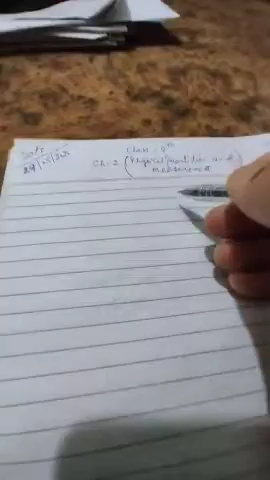 Date
Class - 9th
Ch-2 (Physical quantities and
measurement)